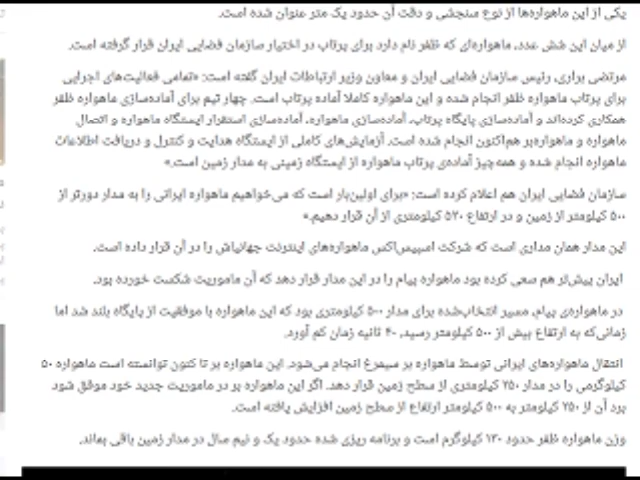 یکی از این ماهواره‌ها از نوع سنجشی و دقت آن حدود یک متر عنوان شده است.
از میان این شش عدد، ماهواره‌ای که ظفر نام دارد برای پرتاب در اختیار سازمان فضایی ایران قرار گرفته است.
مرتضی براری، رئیس سازمان فضایی ایران و معاون وزیر ارتباطات ایران گفته است: «تمامی فعالیت‌های اجرایی
برای پرتاب ماهواره ظفر انجام شده و این ماهواره کاملا آماده پرتاب است. چهار تیم برای آماده‌سازی ماهواره ظفر
همکاری کرده‌اند و آماده‌سازی پایگاه پرتاب، آماده‌سازی ماهواره، آماده‌سازی استقرار ایستگاه ماهواره و اتصال
ماهواره و ماهواره‌بر هم‌اکنون انجام شده است. آزمایش‌های کاملی از ایستگاه هدایت و کنترل و دریافت اطلاعات
ماهواره انجام شده و همه‌چیز آماده‌ی پرتاب ماهواره از ایستگاه زمینی به مدار زمین است.»
سازمان فضایی ایران هم اعلام کرده است: «برای اولین‌بار است که می‌خواهیم ماهواره ایرانی را به مدار دورتر از
۵۰۰ کیلومتر از زمین و در ارتفاع ۵۳۰ کیلومتری از آن قرار دهیم.»
این مدار همان مداری است که شرکت اسپیس‌اکس ماهواره‌های اینترنت جهانیاش را در آن قرار داده است.
ایران پیش‌تر هم سعی کرده بود ماهواره پیام را در این مدار قرار دهد که آن ماموریت شکست خورده بود.
در ماهواره‌ی پیام، مسیر انتخاب‌شده برای مدار ۵۰۰ کیلومتری بود که این ماهواره با موفقیت از پایگاه بلند شد اما
زمانی‌که به ارتفاع بیش از ۵۰۰ کیلومتر رسید، ۴۰ ثانیه زمان کم آورد.
انتقال ماهواره‌های ایرانی توسط ماهواره بر سیمرغ انجام می‌شود. این ماهواره بر تا کنون توانسته است ماهواره ۵۰
کیلوگرمی را در مدار ۲۵۰ کیلومتری از سطح زمین قرار دهد. اگر این ماهواره بر در ماموریت جدید خود موفق شود
برد آن از ۲۵۰ کیلومتر به ۵۰۰ کیلومتر ارتفاع از سطح زمین افزایش یافته است.
وزن ماهواره ظفر حدود ۱۳۰ کیلوگرم است و برنامه ریزی شده حدود یک و نیم سال در مدار زمین باقی بماند.